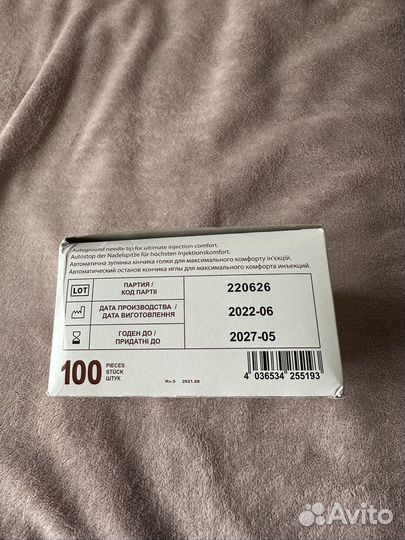 Autoground needle tip for ultimate injection comfort.
Autostop der Nadelspitze für höchsten Injektionskomfort.
Автоматична зупинка кінчика голки для максимального комфорту ін'єкцій.
Автоматический останов кончика иглы для максимального комфорта инъекций.
LOT ПАРТИЯ / КОД ПАРТІЇ 220626
ДАТА ПРОИЗВОДСТВА / ДАТА ВИГОТОВЛЕННЯ 2022-06
ГОДЕН ДО / ПРИДАТНІ ДО 2027-05
100 PIECES
STÜCK
ШТУК
Rv.5 2021.08
4 036534 255193
Avito